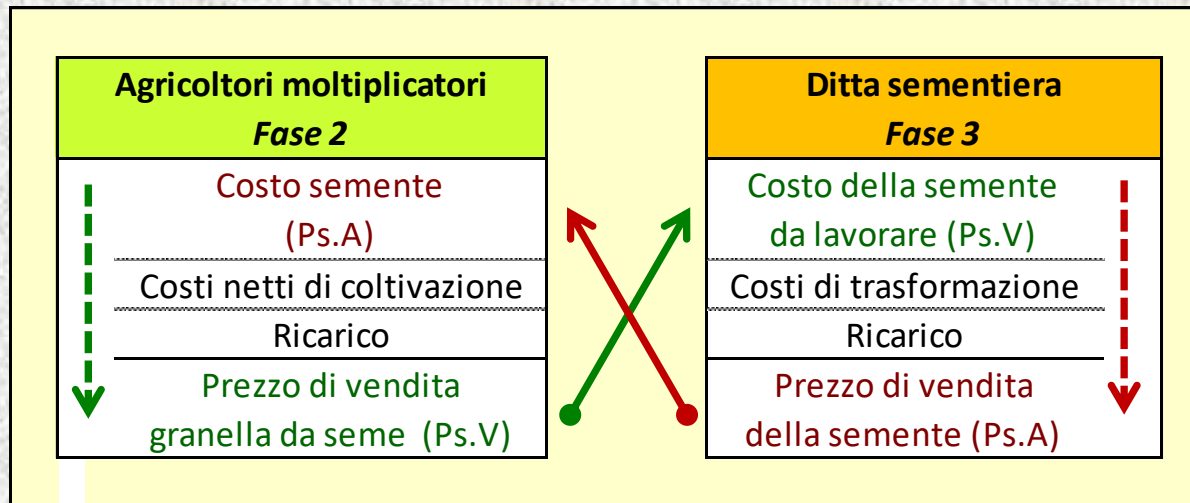 Agricoltori moltiplicatori
Fase 2
Costo semente
(Ps.A)
Costi netti di coltivazione
Ricarico
Prezzo di vendita
granella da seme (Ps.V)
Ditta sementiera
Fase 3
Costo della semente
da lavorare (Ps.V)
Costi di trasformazione
Ricarico
Prezzo di vendita
della semente (Ps.A)